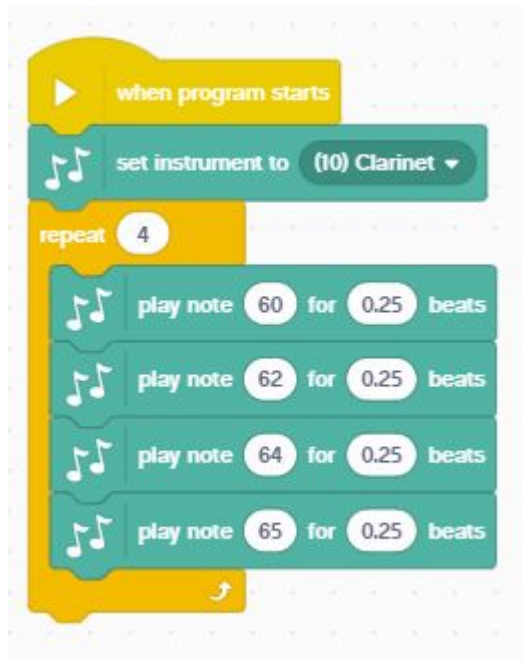 when program starts
set instrument to (10) Clarinet
repeat 4
play note 60 for 0.25 beats
play note 62 for 0.25 beats
play note 64 for 0.25 beats
play note 65 for 0.25 beats